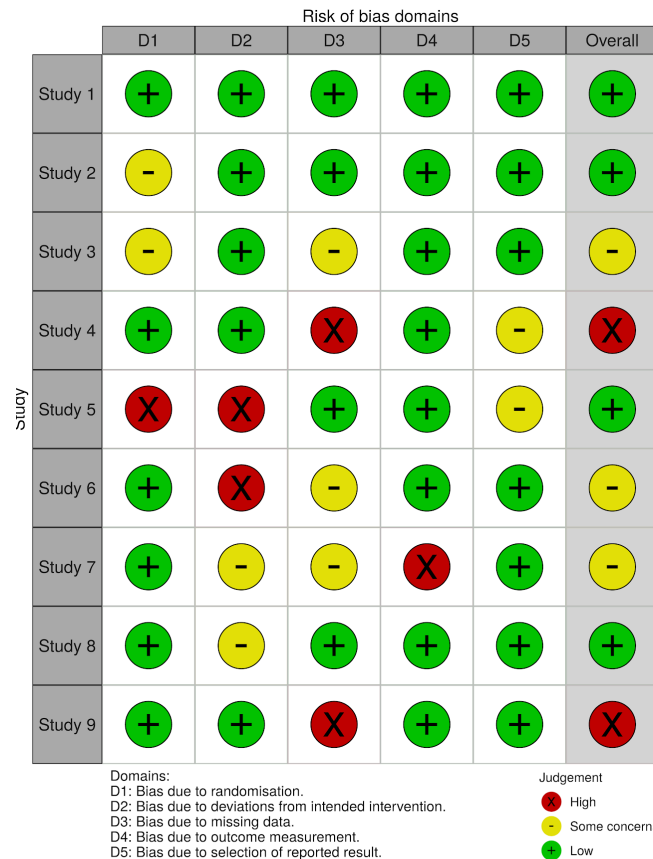 Risk of bias domains
D1 D2 D3 D4 D5 Overall
Study 1 + + + + + +
Study 2 - + + + + +
Study 3 - + - + + -
Study 4 + + X + - X
Study 5 X X + + - +
Study 6 + X - + + -
Study 7 + - - X + -
Study 8 + - + + + +
Study 9 + + X + + X
Study
Domains:
D1: Bias due to randomisation.
D2: Bias due to deviations from intended intervention.
D3: Bias due to missing data.
D4: Bias due to outcome measurement.
D5: Bias due to selection of reported result.
Judgement
X High
- Some concern
+ Low